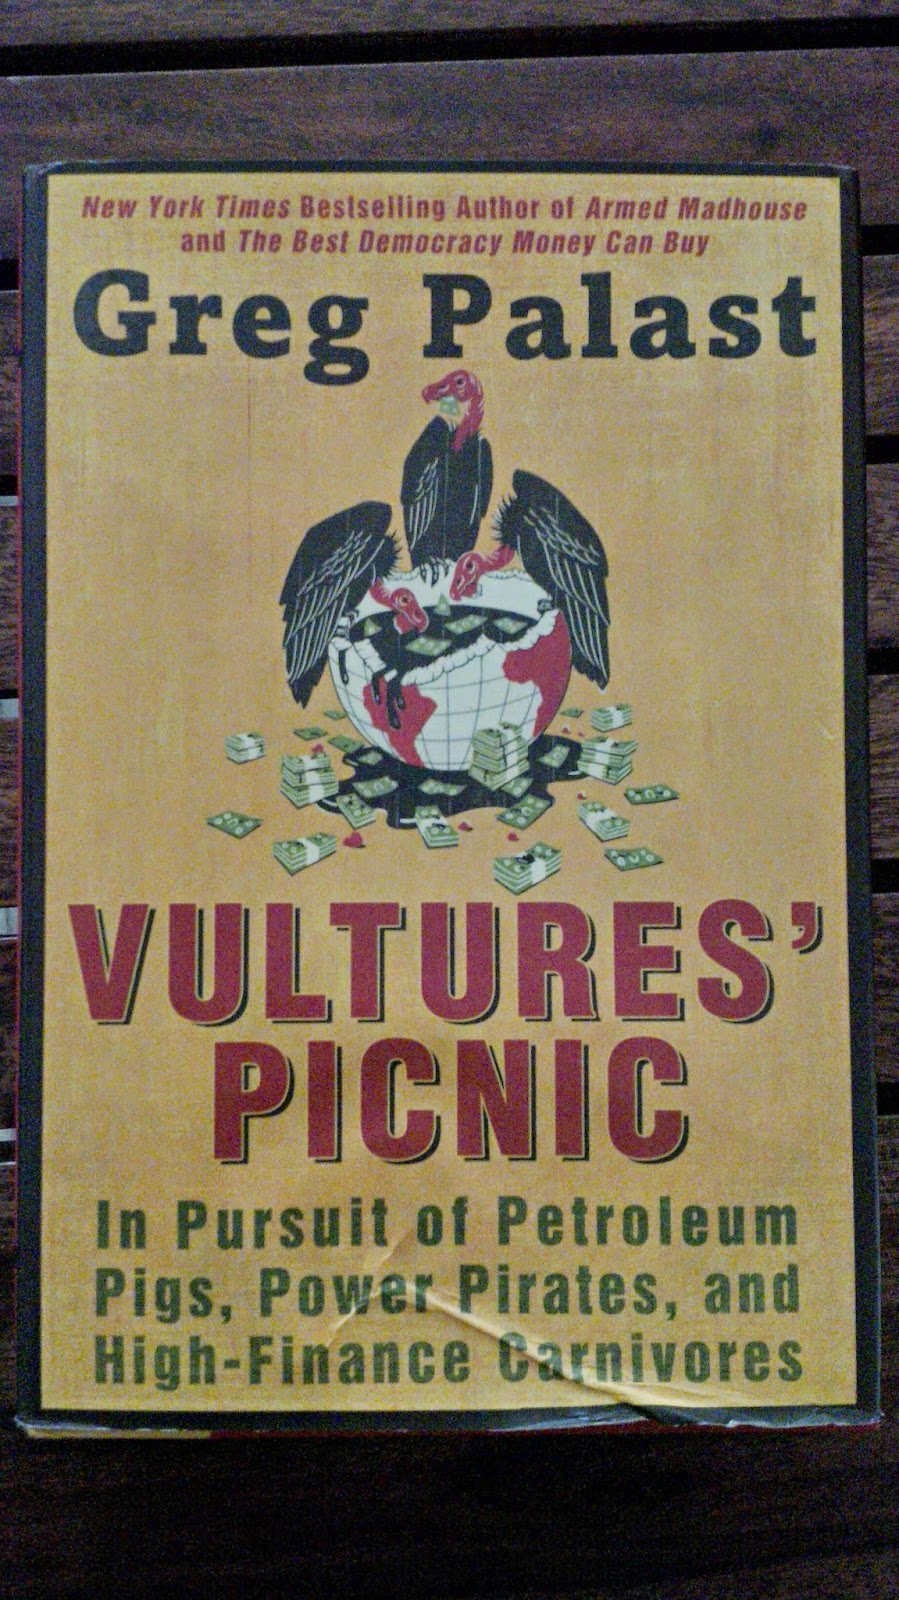 New York Times Bestselling Author of Armed Madhouse
and The Best Democracy Money Can Buy
Greg Palast
VULTURES'
PICNIC
In Pursuit of Petroleum
Pigs, Power Pirates, and
High-Finance Carnivores